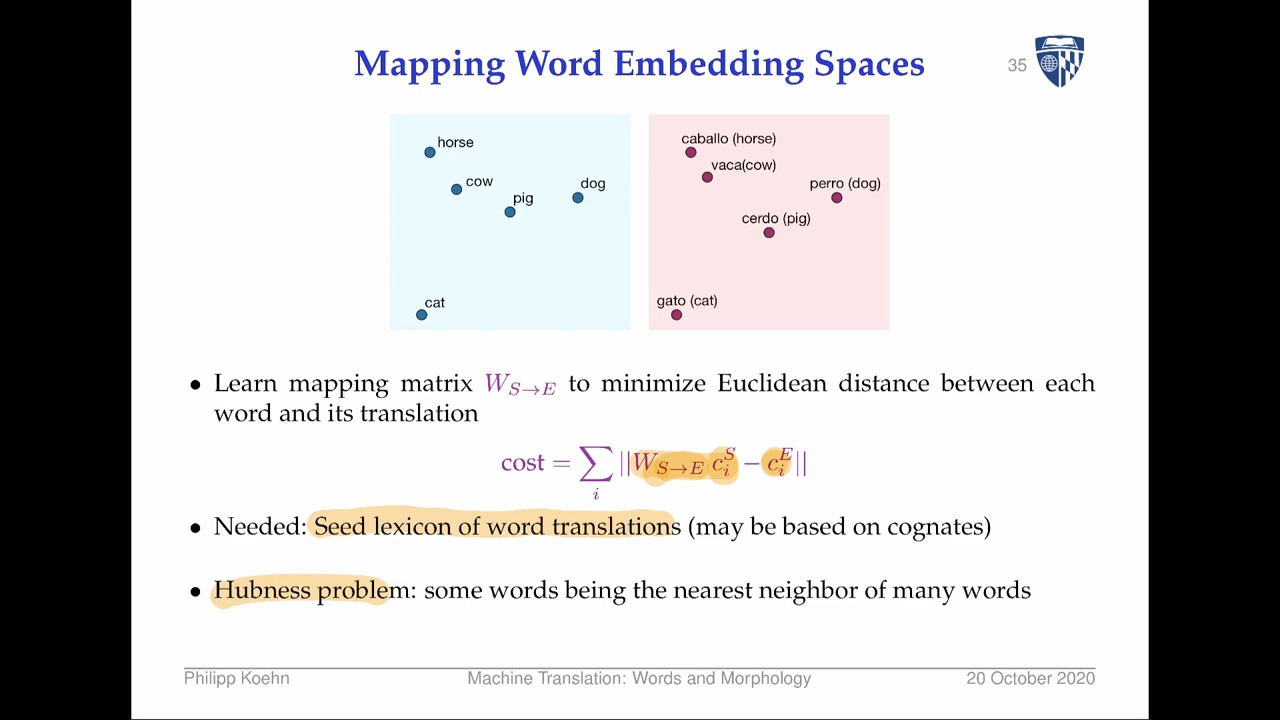 Mapping Word Embedding Spaces
35
horse
cow
pig
dog
cat
caballo (horse)
vaca(cow)
perro (dog)
cerdo (pig)
gato (cat)
• Learn mapping matrix W_{S→E} to minimize Euclidean distance between each
word and its translation
cost = ∑_i ||W_{S→E} c_i^S − c_i^E||
• Needed: Seed lexicon of word translations (may be based on cognates)
• Hubness problem: some words being the nearest neighbor of many words
Philipp Koehn
Machine Translation: Words and Morphology
20 October 2020